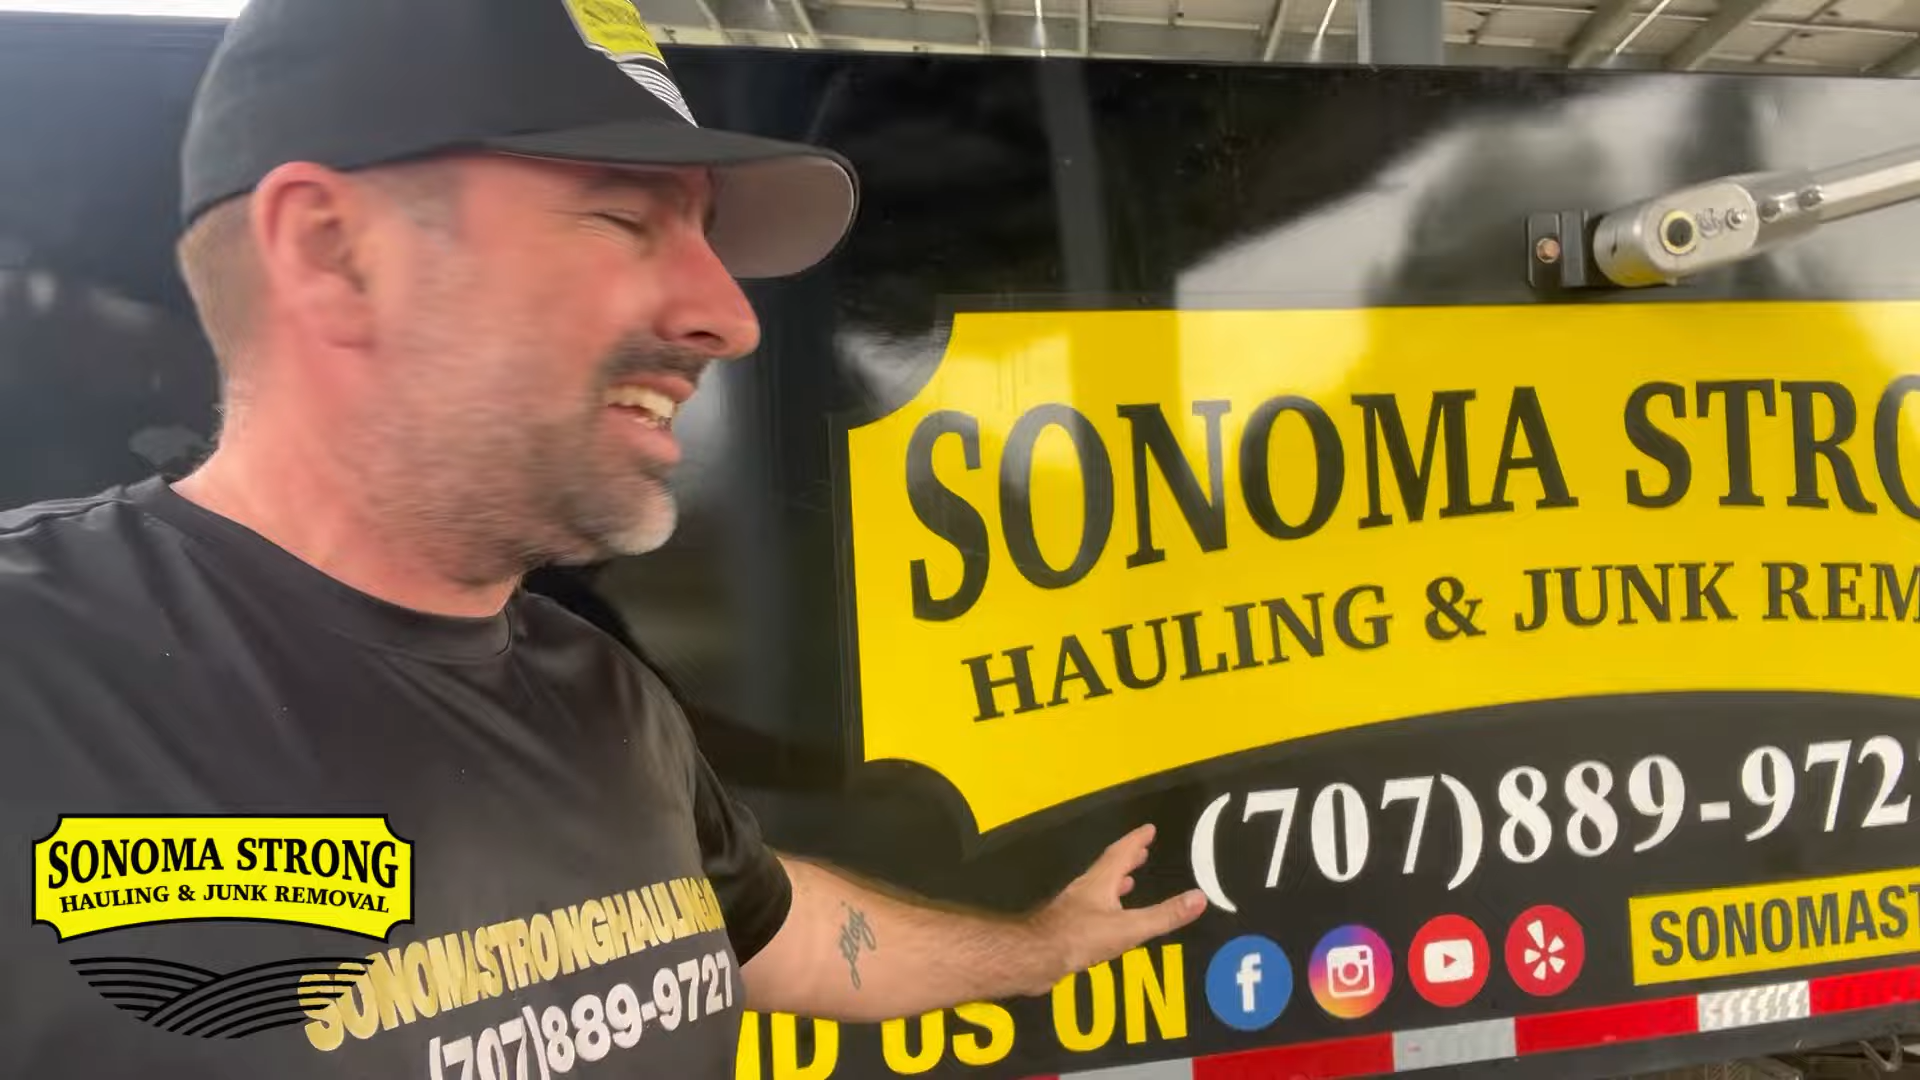 SONOMA STRO
HAULING & JUNK REM
(707)889-972
ID US ON
SONOMAST
SONOMASTRONGHAULING
(707)889-9727
SONOMA STRONG
HAULING & JUNK REMOVAL